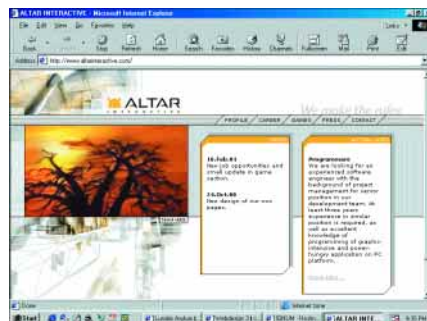 ALTAR INTERACTIVE - Microsoft Internet Explorer
File Edit View Go Favorites Help
Links
Back Stop Refresh Home Search Favorites History Channels Fullscreen Mail Print Edit
Address http://www.altarinteractive.com/
ALTAR
INTERACTIVE
We make the rules
PROFILE / CAREER / GAMES / PRESS / CONTACT
16.Feb.01
New job opportunities and
small update in game
section.
24.Oct.00
New design of our web
pages.
Programmers
We are looking for an
experienced software
engineer with the
background of project
management for senior
position in our
development team. At
least three years
experience in similar
position is required, as
well as excellent
knowledge of
programming of graphic-
intensive and power-
hungry application on PC
platform.
Done
Internet zone
Start
ALTAR INTE...